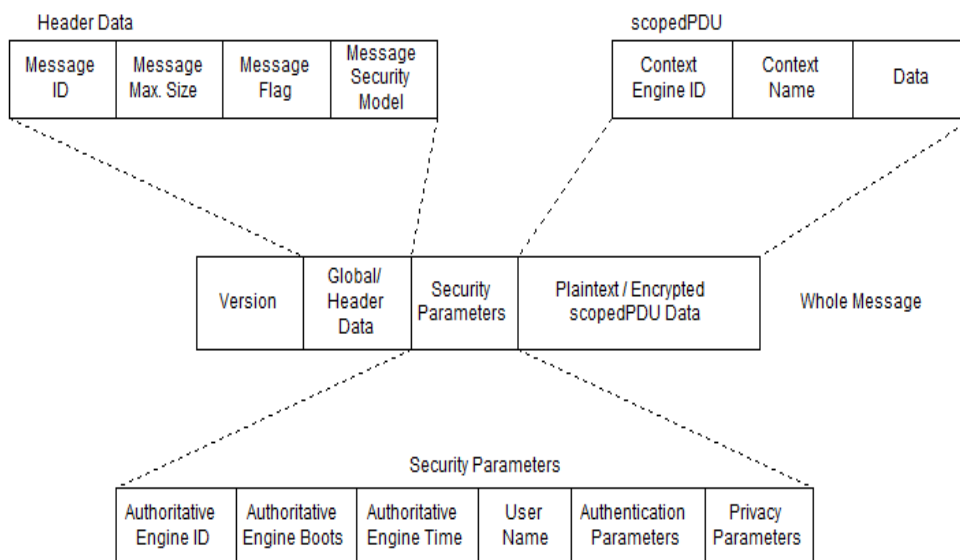 Header Data
scopedPDU
Message
ID
Message
Max. Size
Message
Flag
Message
Security
Model
Context
Engine ID
Context
Name
Data
Version
Global/
Header
Data
Security
Parameters
Plaintext / Encrypted
scopedPDU Data
Whole Message
Security Parameters
Authoritative
Engine ID
Authoritative
Engine Boots
Authoritative
Engine Time
User
Name
Authentication
Parameters
Privacy
Parameters